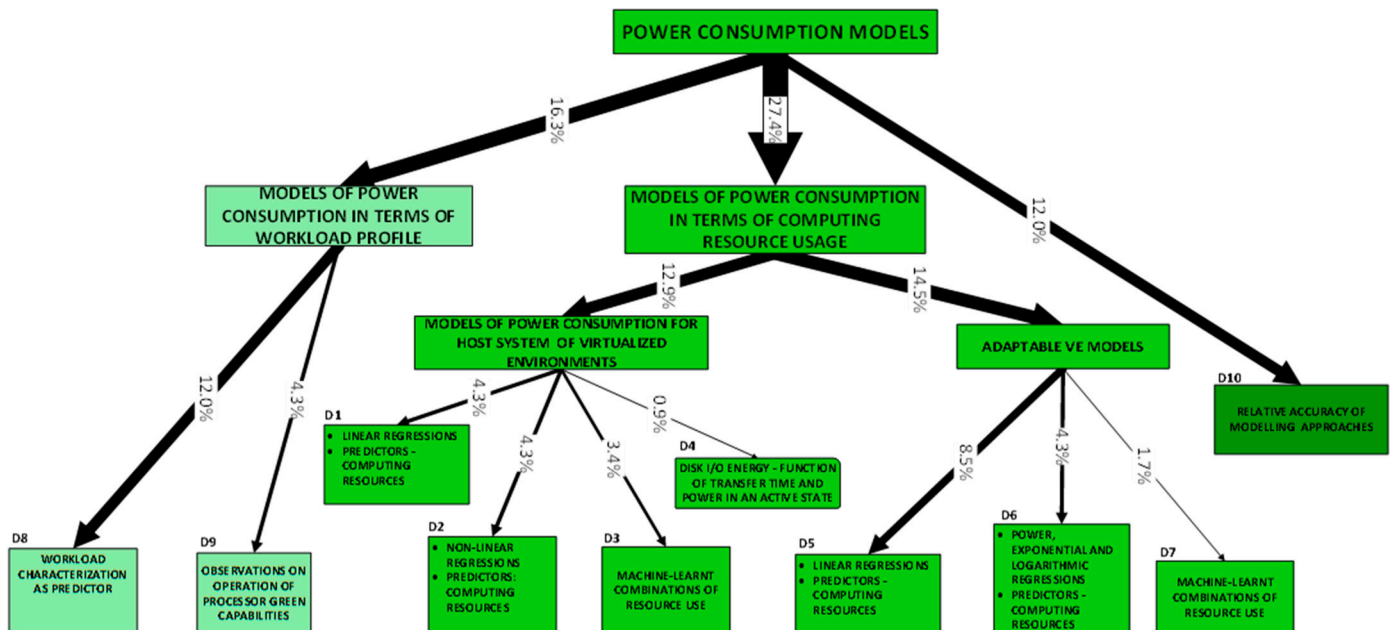 POWER CONSUMPTION MODELS
16.3%
27.4%
12.0%
MODELS OF POWER
CONSUMPTION IN TERMS OF
WORKLOAD PROFILE
MODELS OF POWER CONSUMPTION
IN TERMS OF COMPUTING
RESOURCE USAGE
12.9%
14.5%
MODELS OF POWER CONSUMPTION FOR
HOST SYSTEM OF VIRTUALIZED
ENVIRONMENTS
ADAPTABLE VE MODELS
D10
RELATIVE ACCURACY OF
MODELLING APPROACHES
12.0%
4.3%
4.3%
4.3%
3.4%
0.9%
8.5%
4.3%
1.7%
D1
• LINEAR REGRESSIONS
• PREDICTORS -
COMPUTING
RESOURCES
D4
DISK I/O ENERGY - FUNCTION
OF TRANSFER TIME AND
POWER IN AN ACTIVE STATE
D8
WORKLOAD
CHARACTERIZATION
AS PREDICTOR
D9
OBSERVATIONS ON
OPERATION OF
PROCESSOR GREEN
CAPABILITIES
D2
• NON-LINEAR
REGRESSIONS
• PREDICTORS:
COMPUTING
RESOURCES
D3
MACHINE-LEARNT
COMBINATIONS OF
RESOURCE USE
D5
• LINEAR REGRESSIONS
• PREDICTORS -
COMPUTING
RESOURCES
D6
• POWER,
EXPONENTIAL AND
LOGARITHMIC
REGRESSIONS
• PREDICTORS -
COMPUTING
RESOURCES
D7
MACHINE-LEARNT
COMBINATIONS OF
RESOURCE USE